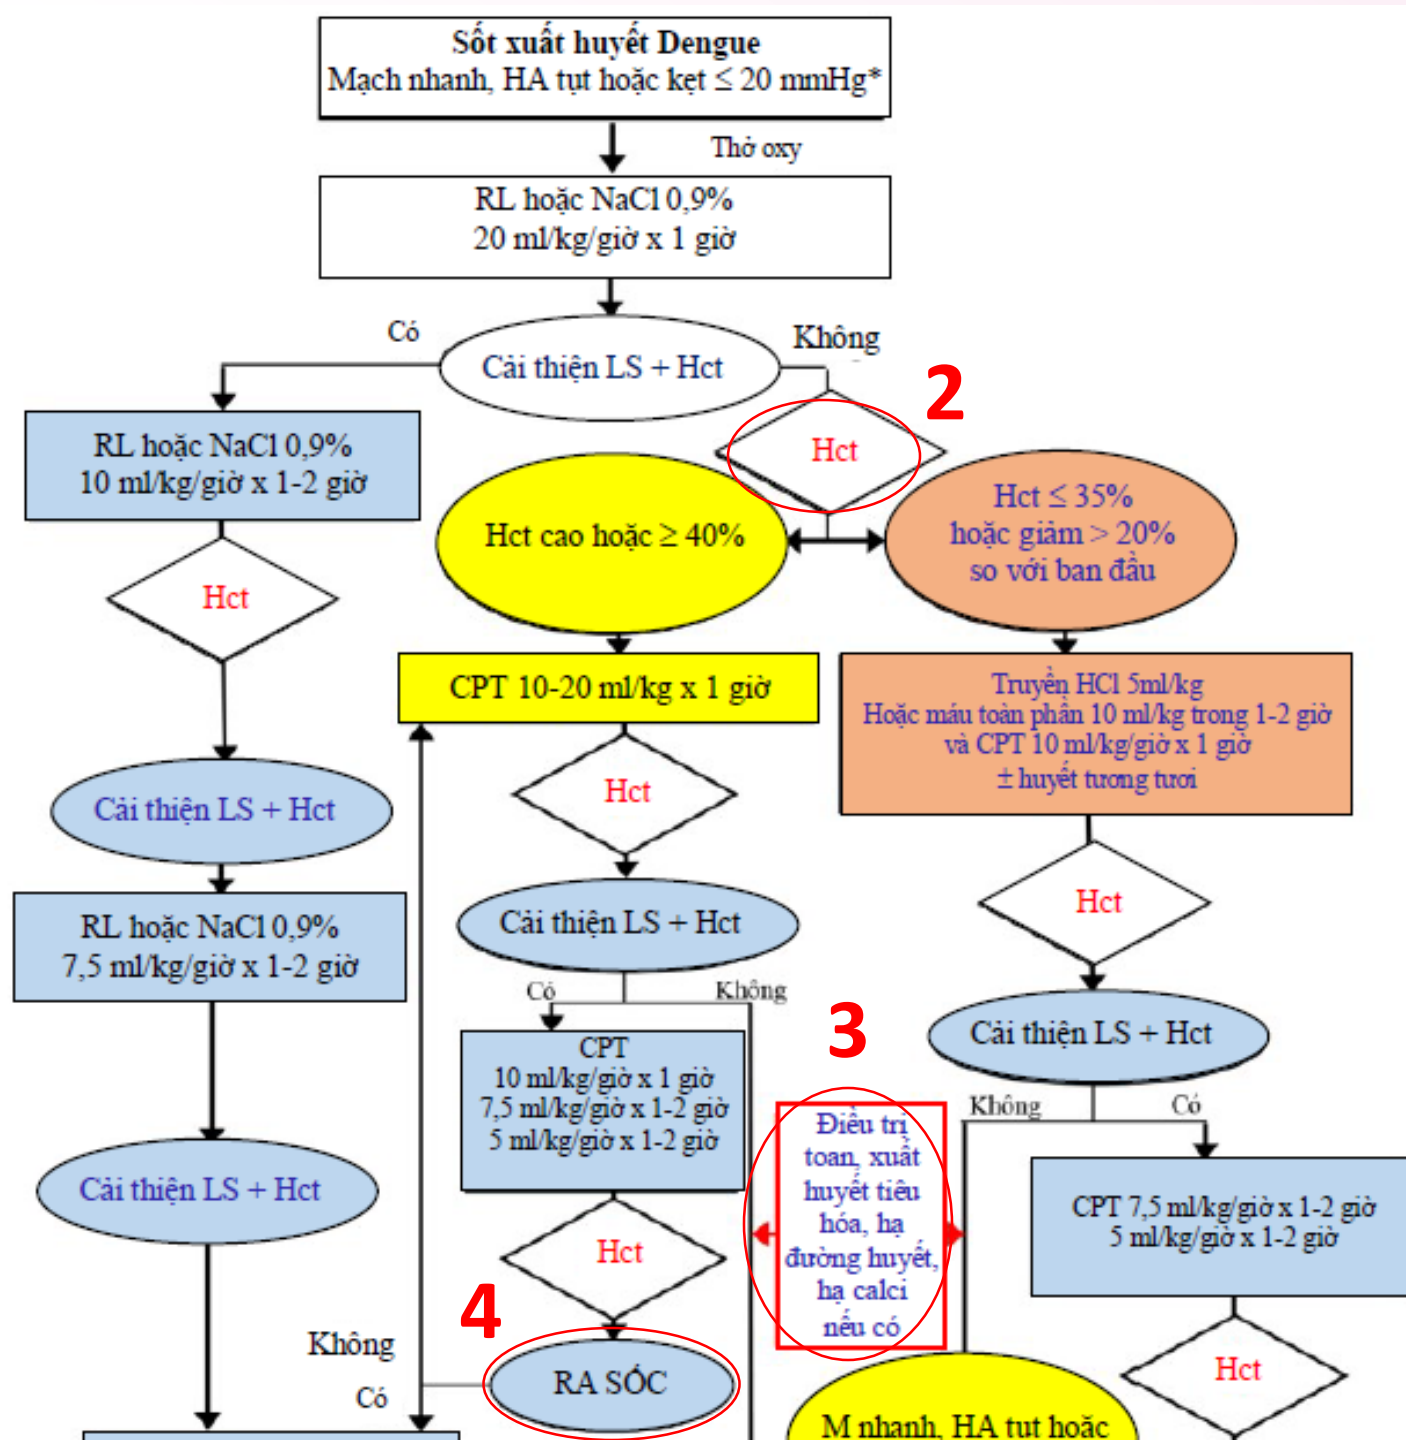 Sốt xuất huyết Dengue
Mạch nhanh, HA tụt hoặc kẹt ≤ 20 mmHg*
Thở oxy
RL hoặc NaCl 0,9%
20 ml/kg/giờ x 1 giờ
Có
Cải thiện LS + Hct
Không
2
Hct
RL hoặc NaCl 0,9%
10 ml/kg/giờ x 1-2 giờ
Hct cao hoặc ≥ 40%
Hct ≤ 35%
hoặc giảm > 20%
so với ban đầu
Hct
CPT 10-20 ml/kg x 1 giờ
Truyền HCl 5ml/kg
Hoặc máu toàn phần 10 ml/kg trong 1-2 giờ
và CPT 10 ml/kg/giờ x 1 giờ
± huyết tương tươi
Hct
Cải thiện LS + Hct
Hct
RL hoặc NaCl 0,9%
7,5 ml/kg/giờ x 1-2 giờ
Cải thiện LS + Hct
Có
Không
3
Cải thiện LS + Hct
CPT
10 ml/kg/giờ x 1 giờ
7,5 ml/kg/giờ x 1-2 giờ
5 ml/kg/giờ x 1-2 giờ
Điều trị
toan, xuất
huyết tiêu
hóa, hạ
đường huyết,
hạ calci
nếu có
Không
Có
Cải thiện LS + Hct
CPT 7,5 ml/kg/giờ x 1-2 giờ
5 ml/kg/giờ x 1-2 giờ
Hct
4
Không
Có
RA SỐC
Hct
M nhanh, HA tụt hoặc